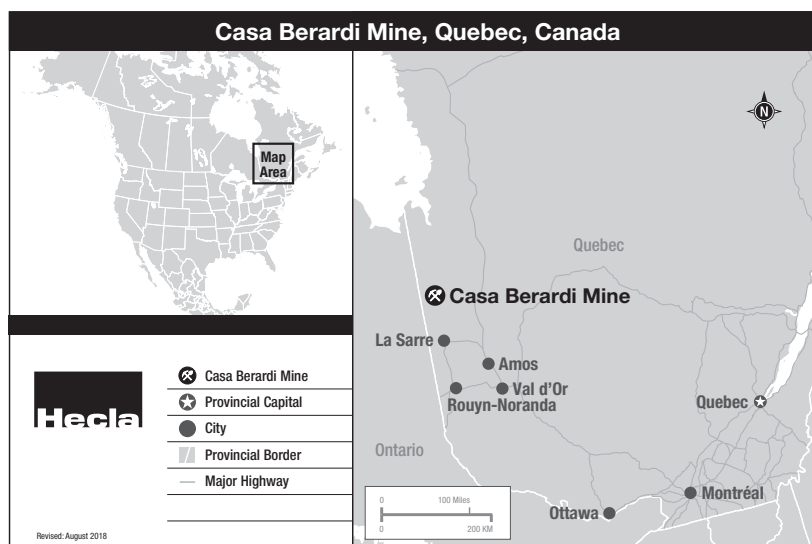 Casa Berardi Mine, Quebec, Canada
Map
Area
Hecla
Casa Berardi Mine
Provincial Capital
City
Provincial Border
Major Highway
Revised: August 2018
N
Quebec
Casa Berardi Mine
La Sarre
Amos
Val d'Or
Rouyn-Noranda
Quebec
Ontario
Montréal
Ottawa
0 100 Miles
0 200 KM